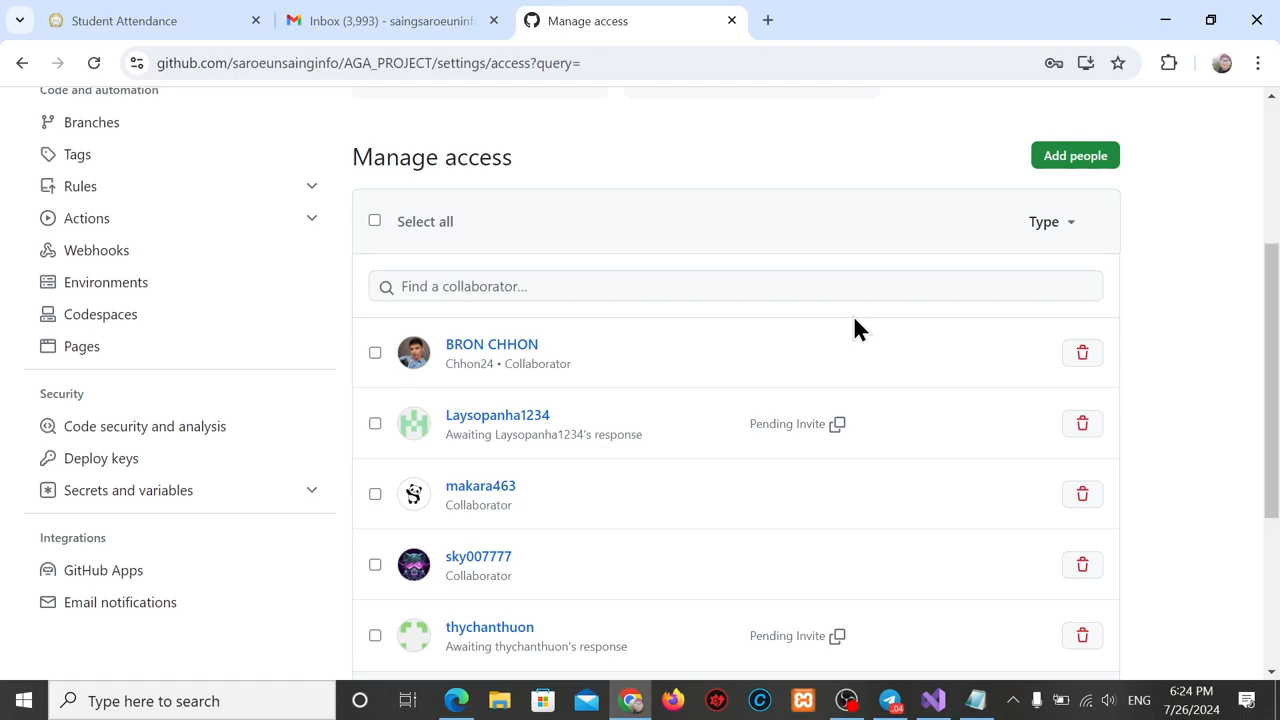 Student Attendance
Inbox (3,993) - saingsaroeuninfo
Manage access
github.com/saroeunsainginfo/AGA_PROJECT/settings/access?query=
Code and automation
Branches
Tags
Rules
Actions
Webhooks
Environments
Codespaces
Pages
Security
Code security and analysis
Deploy keys
Secrets and variables
Integrations
GitHub Apps
Email notifications
Manage access
Add people
Select all
Type
Find a collaborator...
BRON CHHON
Chhon24 • Collaborator
Laysopanha1234
Awaiting Laysopanha1234's response
Pending Invite
makara463
Collaborator
sky007777
Collaborator
thychanthuon
Awaiting thychanthuon's response
Pending Invite
Type here to search
.04
ENG
6:24 PM
7/26/2024